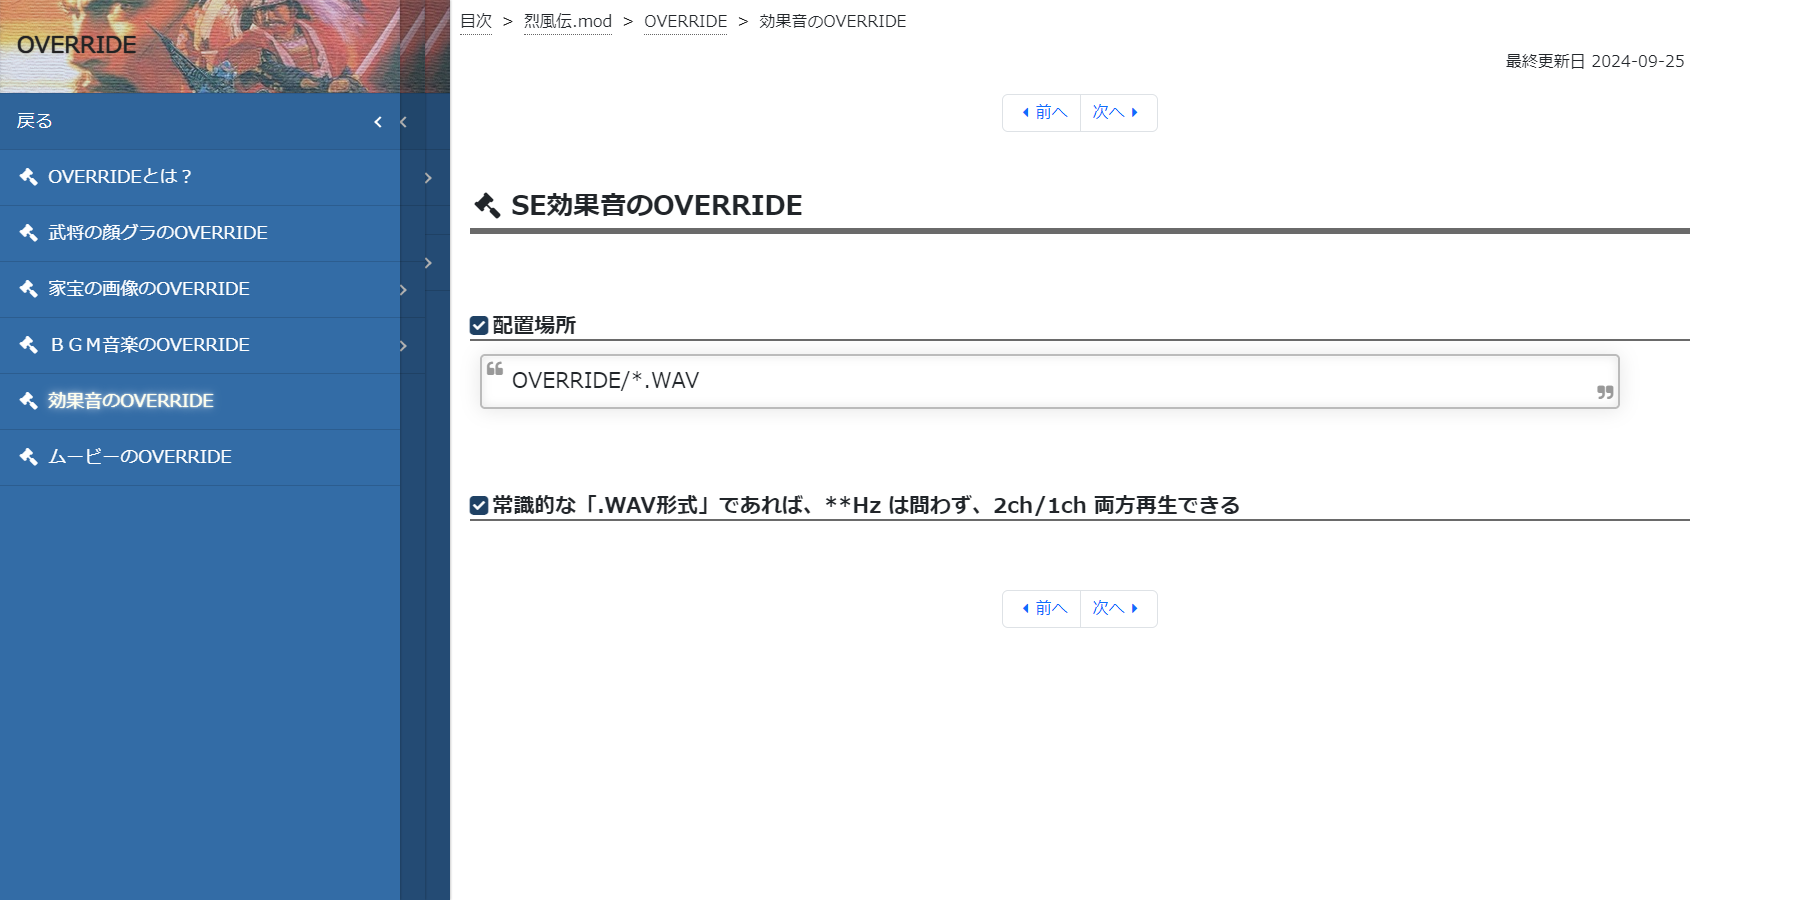 OVERRIDE
戻る
OVERRIDEとは？
武将の顔グラのOVERRIDE
家宝の画像のOVERRIDE
ＢＧＭ音楽のOVERRIDE
効果音のOVERRIDE
ムービーのOVERRIDE
目次 > 烈風伝.mod > OVERRIDE > 効果音のOVERRIDE
最終更新日 2024-09-25
前へ 次へ
SE効果音のOVERRIDE
配置場所
OVERRIDE/*.WAV
常識的な「.WAV形式」であれば、**Hz は問わず、2ch/1ch 両方再生できる
前へ 次へ